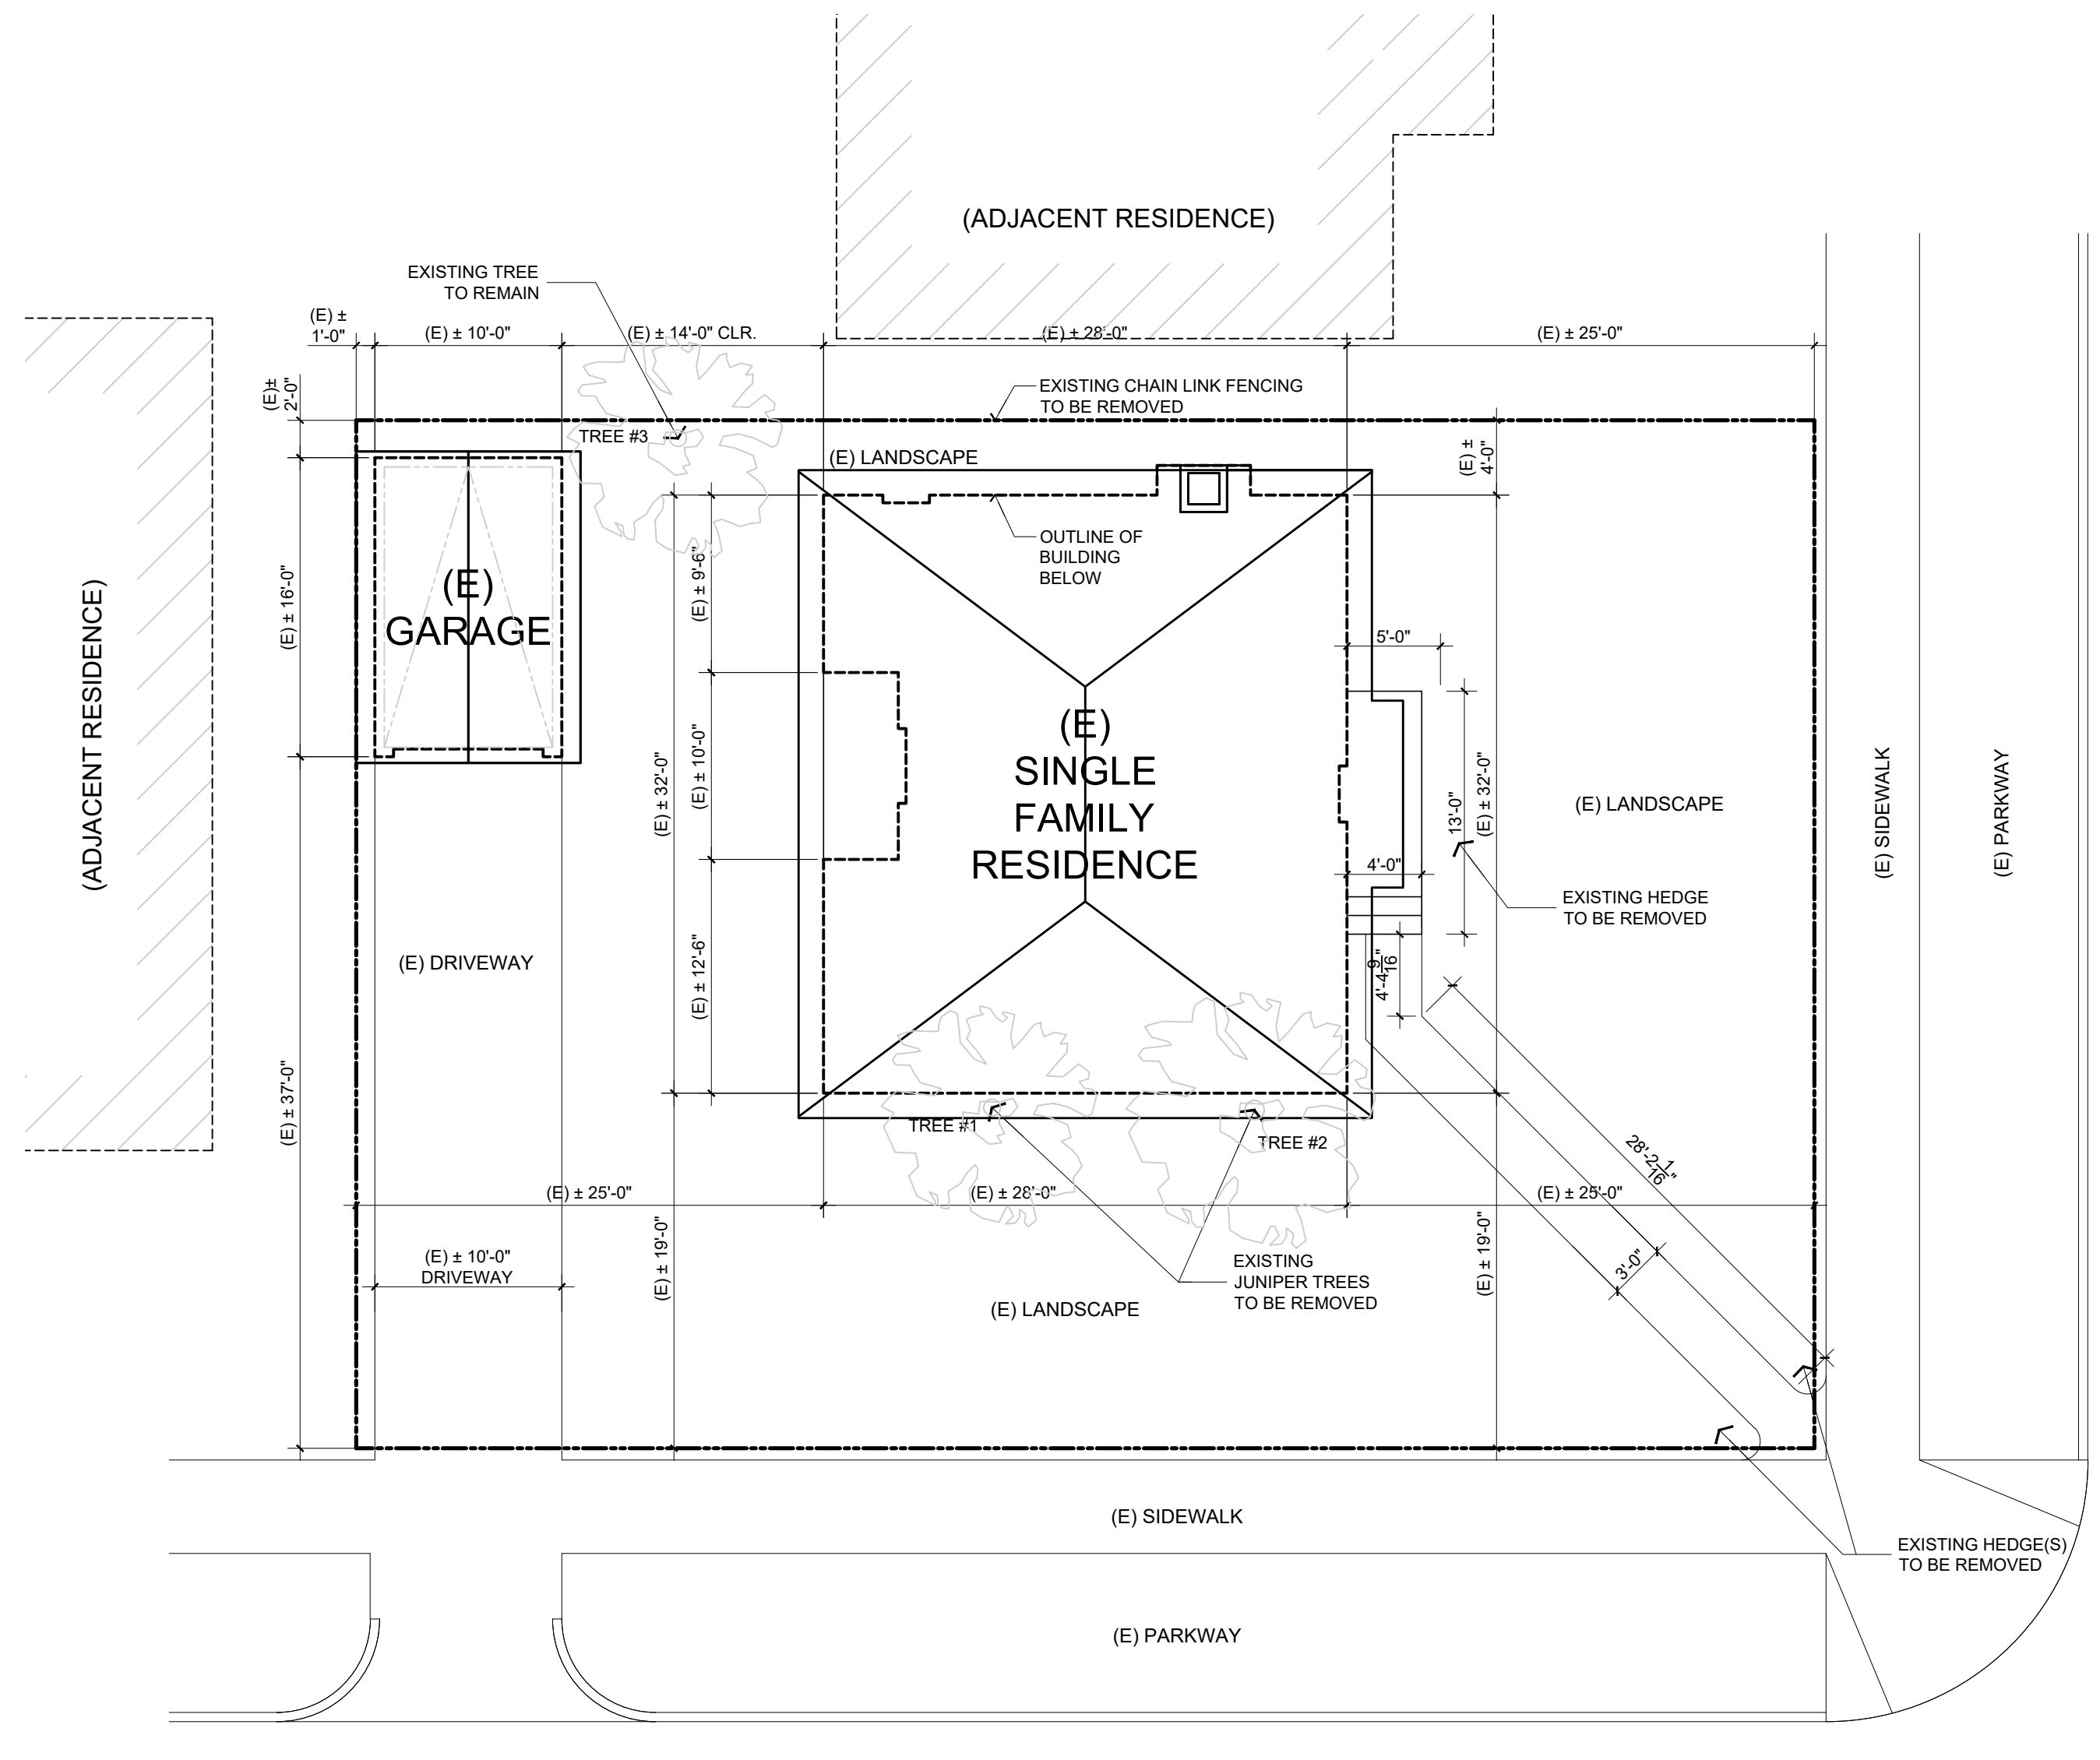 (ADJACENT RESIDENCE)
EXISTING TREE
TO REMAIN
(E) ±
1'-0"
(E) ± 10'-0"
(E) ± 14'-0" CLR.
(E) ± 28'-0"
(E) ± 25'-0"
(E)±
2'-0"
EXISTING CHAIN LINK FENCING
TO BE REMOVED
TREE #3
(E) LANDSCAPE
(E) ±
4'-0"
OUTLINE OF
BUILDING
BELOW
(E) ± 9'-6"
(E) ± 16'-0"
(E)
GARAGE
5'-0"
(ADJACENT RESIDENCE)
(E)
SINGLE
FAMILY
RESIDENCE
(E) ± 10'-0"
(E) ± 32'-0"
13'-0"
(E) ± 32'-0"
(E) LANDSCAPE
(E) SIDEWALK
(E) PARKWAY
4'-0"
EXISTING HEDGE
TO BE REMOVED
(E) DRIVEWAY
(E) ± 12'-6"
4'-4 9/16"
(E) ± 37'-0"
TREE #1
TREE #2
28'-2 1/16"
(E) ± 25'-0"
(E) ± 28'-0"
(E) ± 25'-0"
(E) ± 10'-0"
DRIVEWAY
(E) ± 19'-0"
(E) ± 19'-0"
EXISTING
JUNIPER TREES
TO BE REMOVED
3'-0"
(E) LANDSCAPE
(E) SIDEWALK
EXISTING HEDGE(S)
TO BE REMOVED
(E) PARKWAY